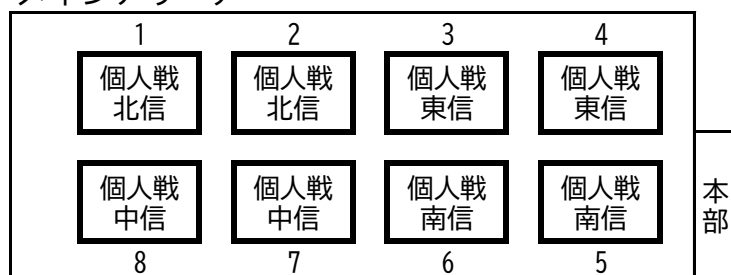 1 2 3 4
個人戦 個人戦 個人戦 個人戦
北信 北信 東信 東信
個人戦 個人戦 個人戦 個人戦
中信 中信 南信 南信
本部
8 7 6 5